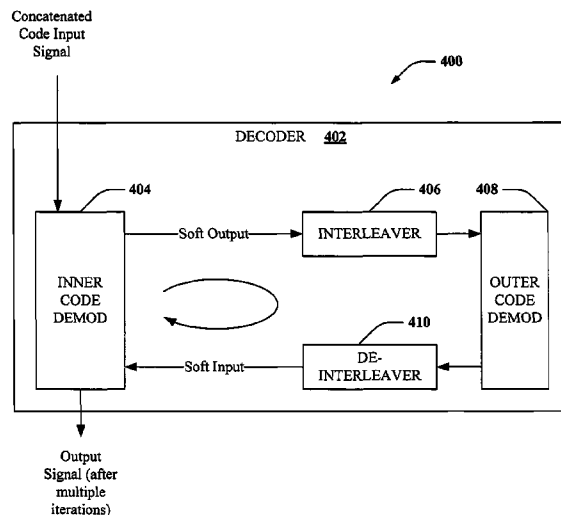 Concatenated
Code Input
Signal
400
DECODER 402
404
406
408
INNER
CODE
DEMOD
Soft Output
INTERLEAVER
OUTER
CODE
DEMOD
410
Soft Input
DE-
INTERLEAVER
Output
Signal (after
multiple
iterations)